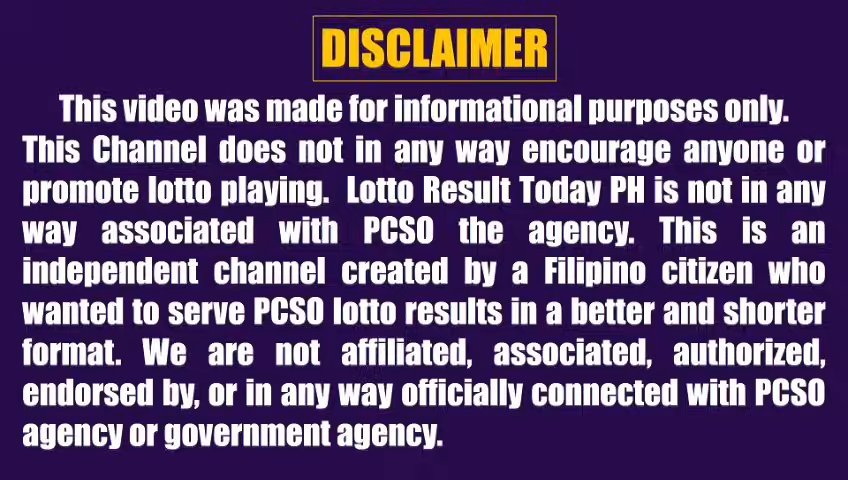 DISCLAIMER
This video was made for informational purposes only.
This Channel does not in any way encourage anyone or
promote lotto playing. Lotto Result Today PH is not in any
way associated with PCSO the agency. This is an
independent channel created by a Filipino citizen who
wanted to serve PCSO lotto results in a better and shorter
format. We are not affiliated, associated, authorized,
endorsed by, or in any way officially connected with PCSO
agency or government agency.